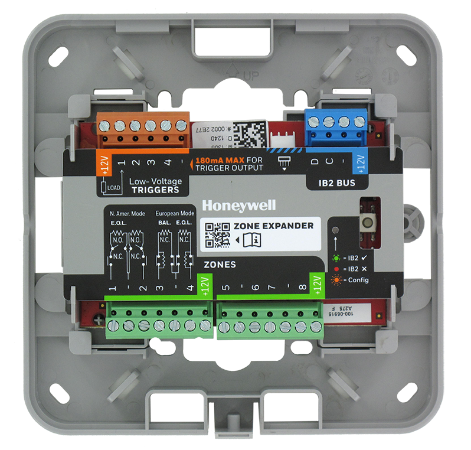 UP
+12V
1
2
3
4
180mA MAX FOR
TRIGGER OUTPUT
D
C
-
+12V
LOAD
Low- Voltage
TRIGGERS
IB2 BUS
Honeywell
ZONE EXPANDER
N. Amer. Mode
European Mode
E.O.L.
BAL.
E.O.L.
N.O.
N.C.
N.C.
N.C.
N.O.
N.C.
ZONES
- IB2 ✓
- IB2 ✗
- Config
1
2
3
4
+12V
5
6
7
8
+12V